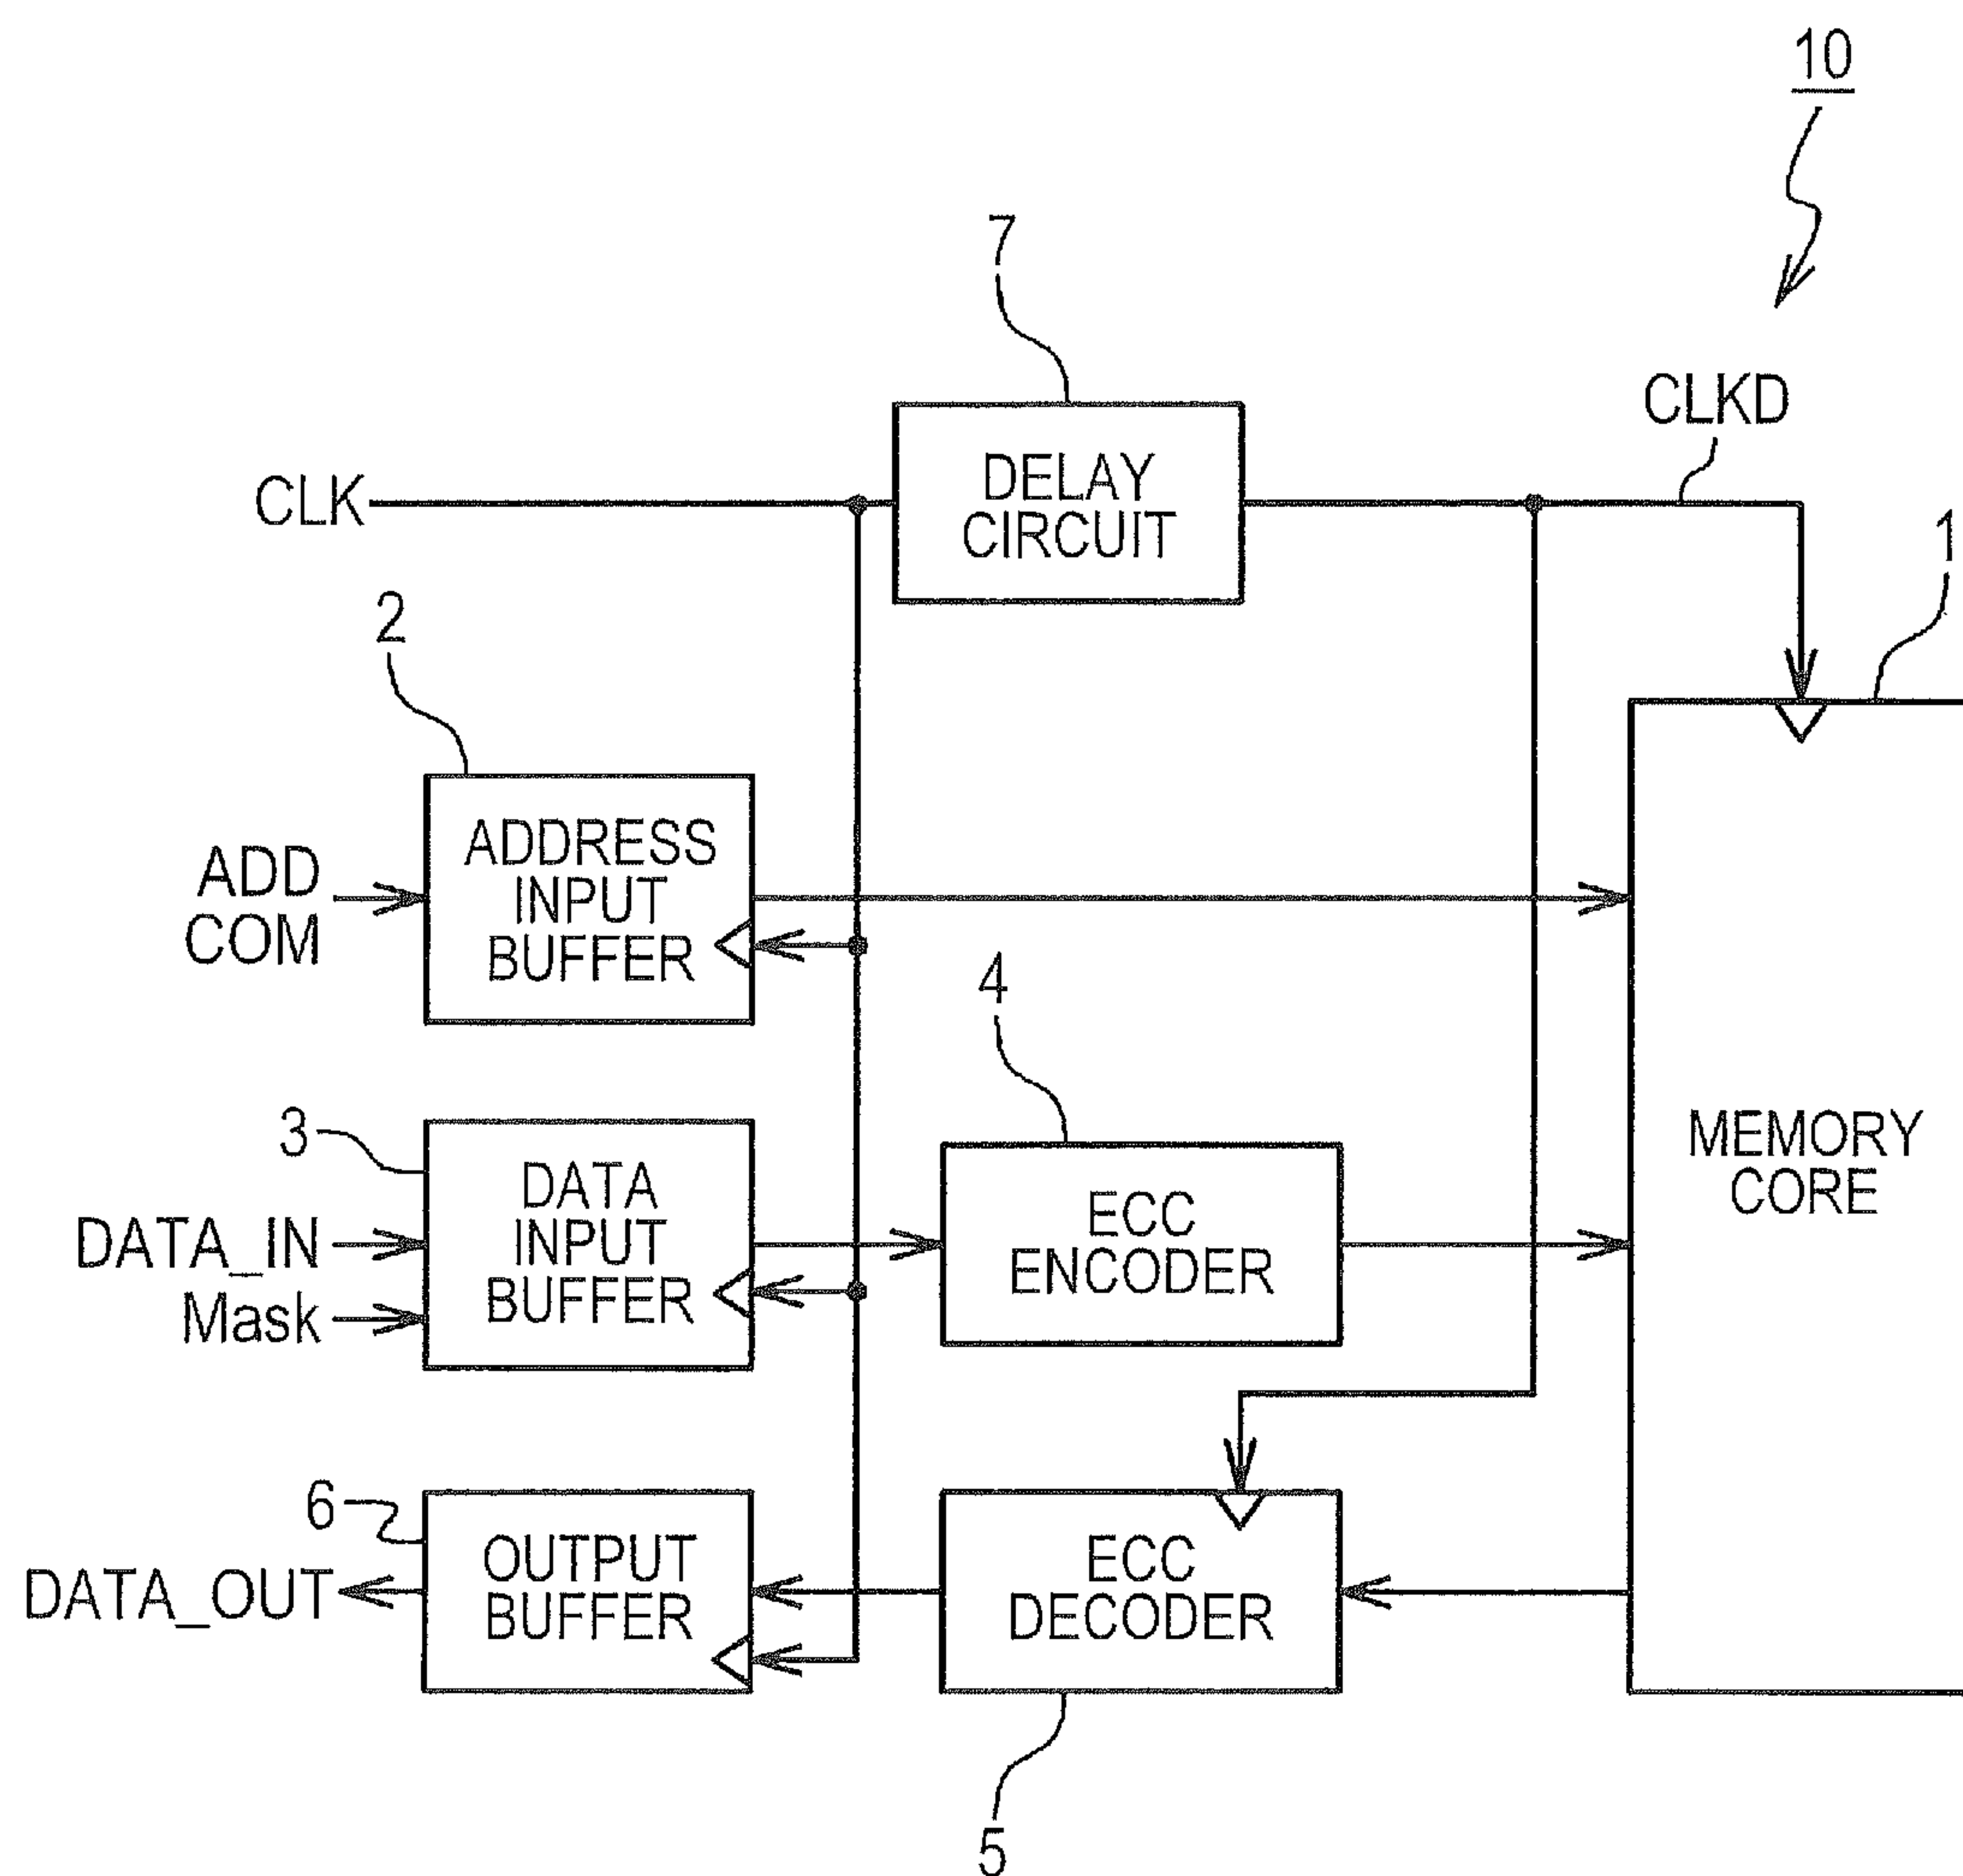 10
7
CLKD
DELAY
CIRCUIT
CLK
1
2
ADDRESS
INPUT
BUFFER
ADD
COM
4
3
DATA
INPUT
BUFFER
DATA_IN
Mask
ECC
ENCODER
MEMORY
CORE
6
OUTPUT
BUFFER
DATA_OUT
ECC
DECODER
5